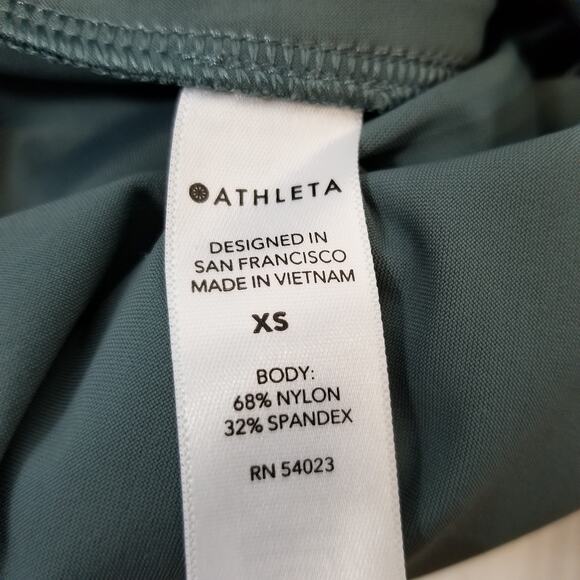 ATHLETA
DESIGNED IN
SAN FRANCISCO
MADE IN VIETNAM
XS
BODY:
68% NYLON
32% SPANDEX
RN 54023